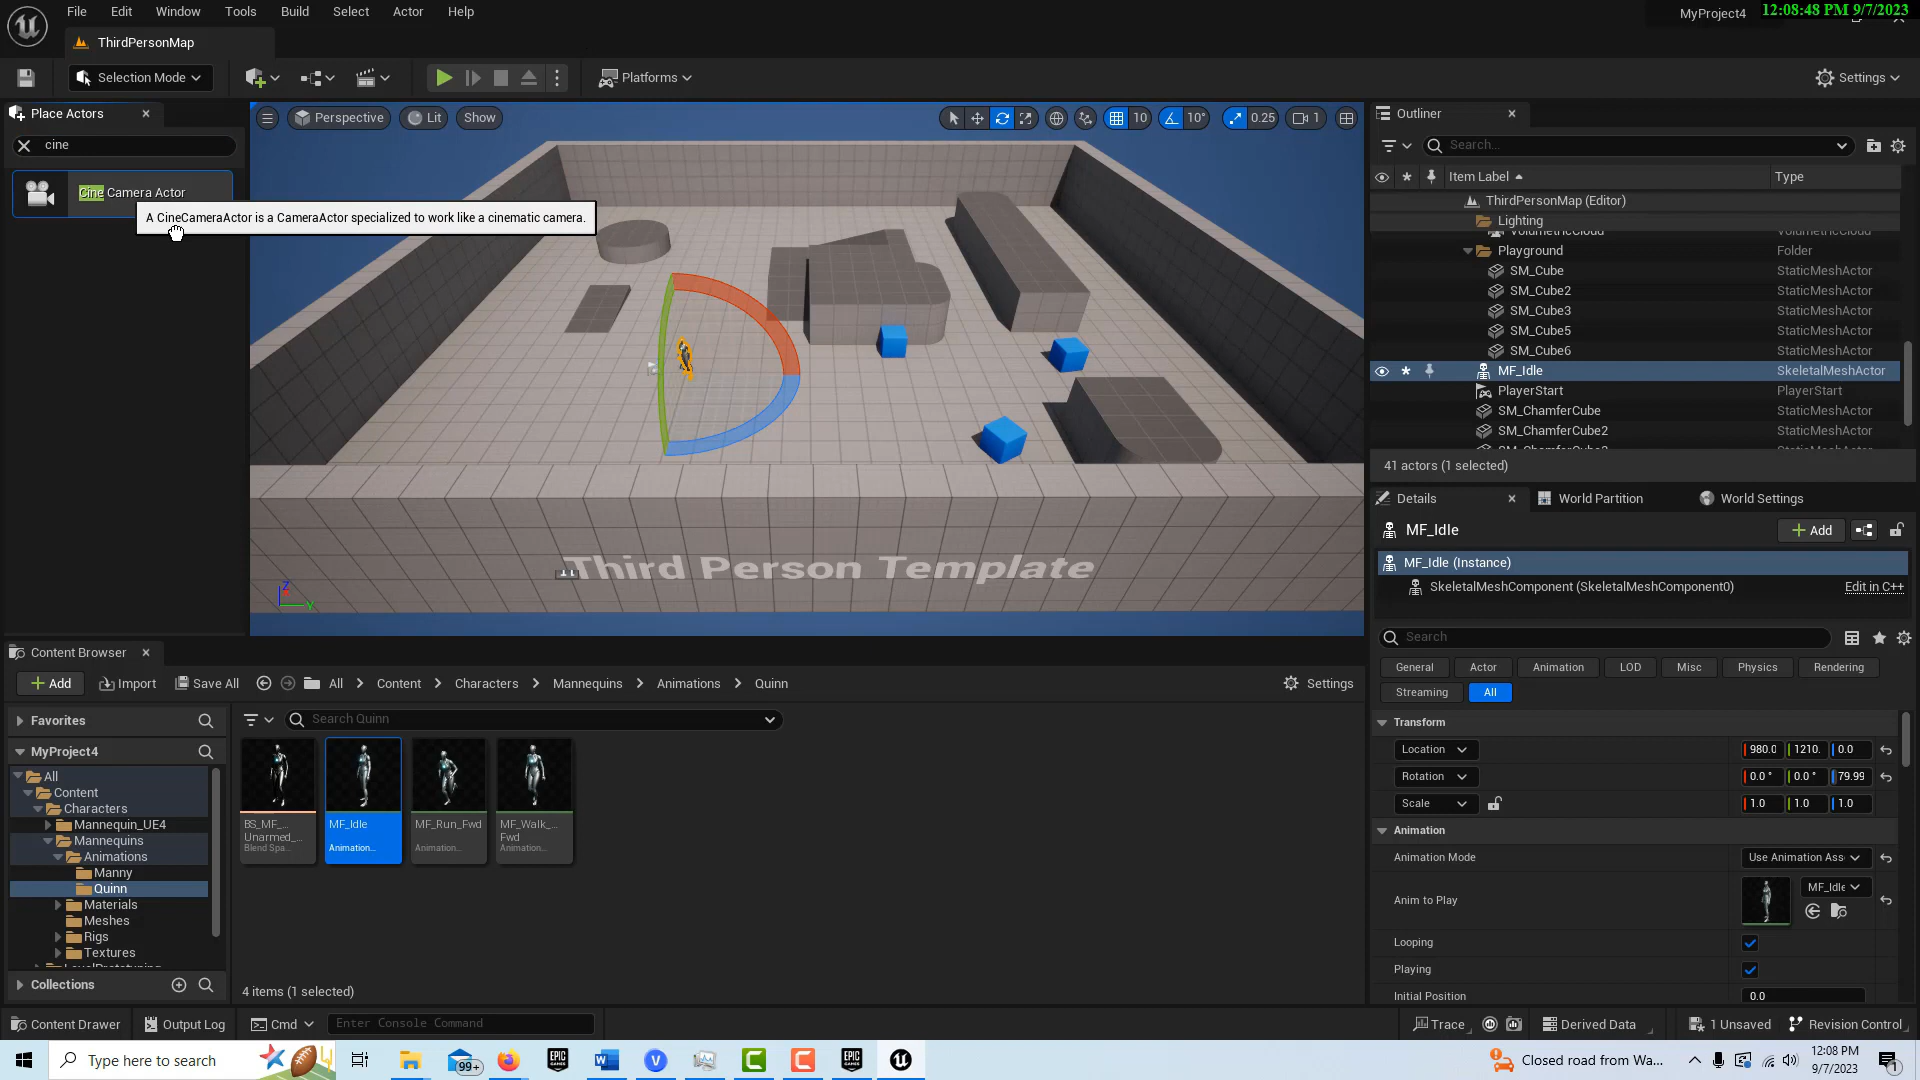 File Edit Window Tools Build Select Actor Help
MyProject4
12:08:48 PM 9/7/2023
ThirdPersonMap
Selection Mode
Platforms
Settings
Place Actors
cine
Cine Camera Actor
A CineCameraActor is a CameraActor specialized to work like a cinematic camera.
Perspective Lit Show
10 10° 0.25 1
Third Person Template
Z
Y
Outliner
Search...
Item Label Type
ThirdPersonMap (Editor)
Lighting
VolumetricCloud VolumetricCloud
Playground Folder
SM_Cube StaticMeshActor
SM_Cube2 StaticMeshActor
SM_Cube3 StaticMeshActor
SM_Cube5 StaticMeshActor
SM_Cube6 StaticMeshActor
MF_Idle SkeletalMeshActor
PlayerStart PlayerStart
SM_ChamferCube StaticMeshActor
SM_ChamferCube2 StaticMeshActor
41 actors (1 selected)
Details World Partition World Settings
MF_Idle
Add
MF_Idle (Instance)
SkeletalMeshComponent (SkeletalMeshComponent0) Edit in C++
Search
General Actor Animation LOD Misc Physics Rendering
Streaming All
Transform
Location 980.0 1210. 0.0
Rotation 0.0 ° 0.0 ° 79.99
Scale 1.0 1.0 1.0
Animation
Animation Mode Use Animation Ass
Anim to Play MF_Idle
Looping
Playing
Initial Position 0.0
Content Browser
Add Import Save All All Content Characters Mannequins Animations Quinn Settings
Favorites
Search Quinn
MyProject4
All
Content
Characters
Mannequin_UE4
Mannequins
Animations
Manny
Quinn
Materials
Meshes
Rigs
Textures
Collections
BS_MF_...
Unarmed_...
Blend Spa...
MF_Idle
Animation...
MF_Run_Fwd
Animation...
MF_Walk_...
Fwd
Animation...
4 items (1 selected)
Content Drawer Output Log Cmd Enter Console Command
Trace Derived Data 1 Unsaved Revision Control
Type here to search
99+
EPIC GAMES
EPIC GAMES
Closed road from Wa...
12:08 PM
9/7/2023
1